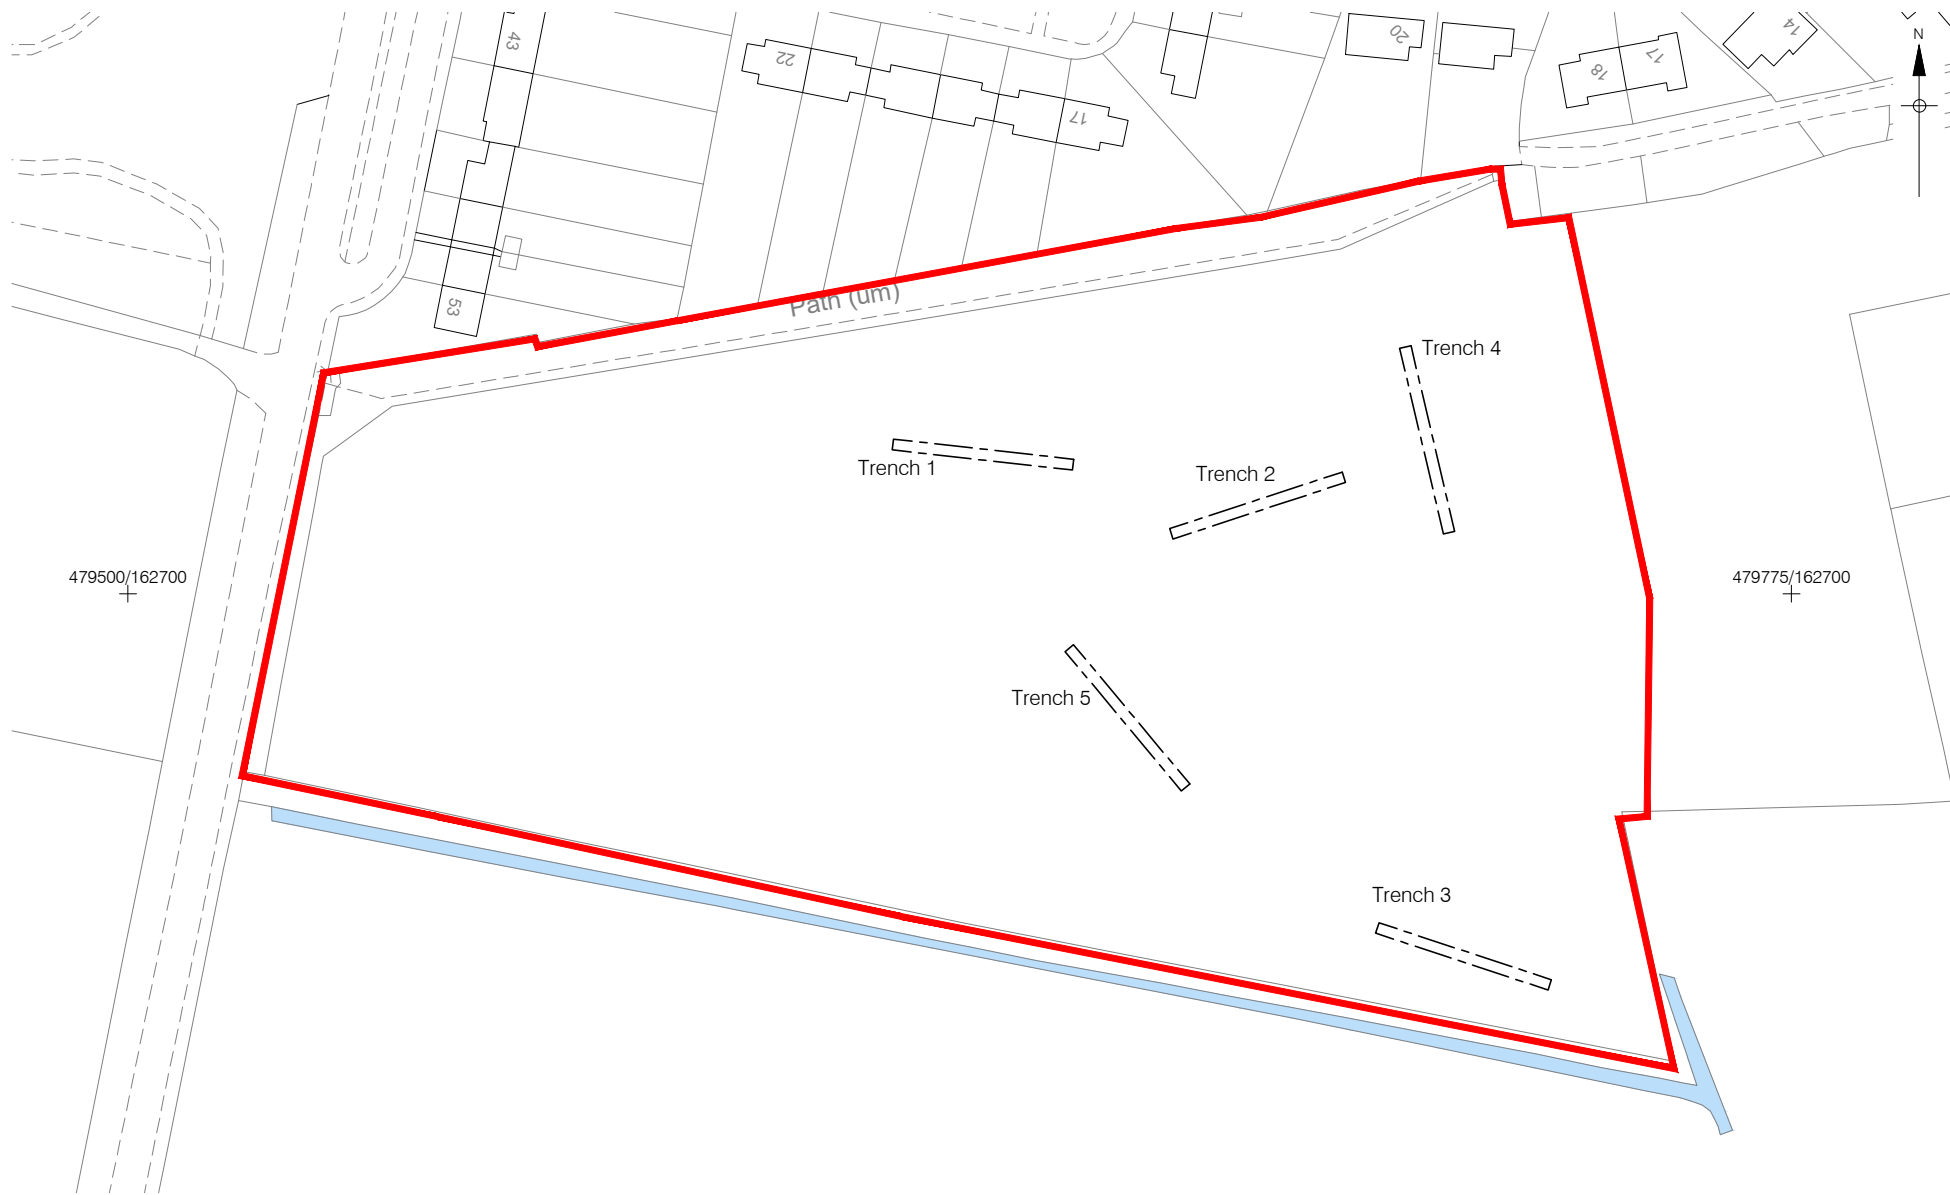 43
22
17
20
18
17
14
N
53
Path (um)
Trench 4
Trench 1
Trench 2
479500/162700
479775/162700
Trench 5
Trench 3